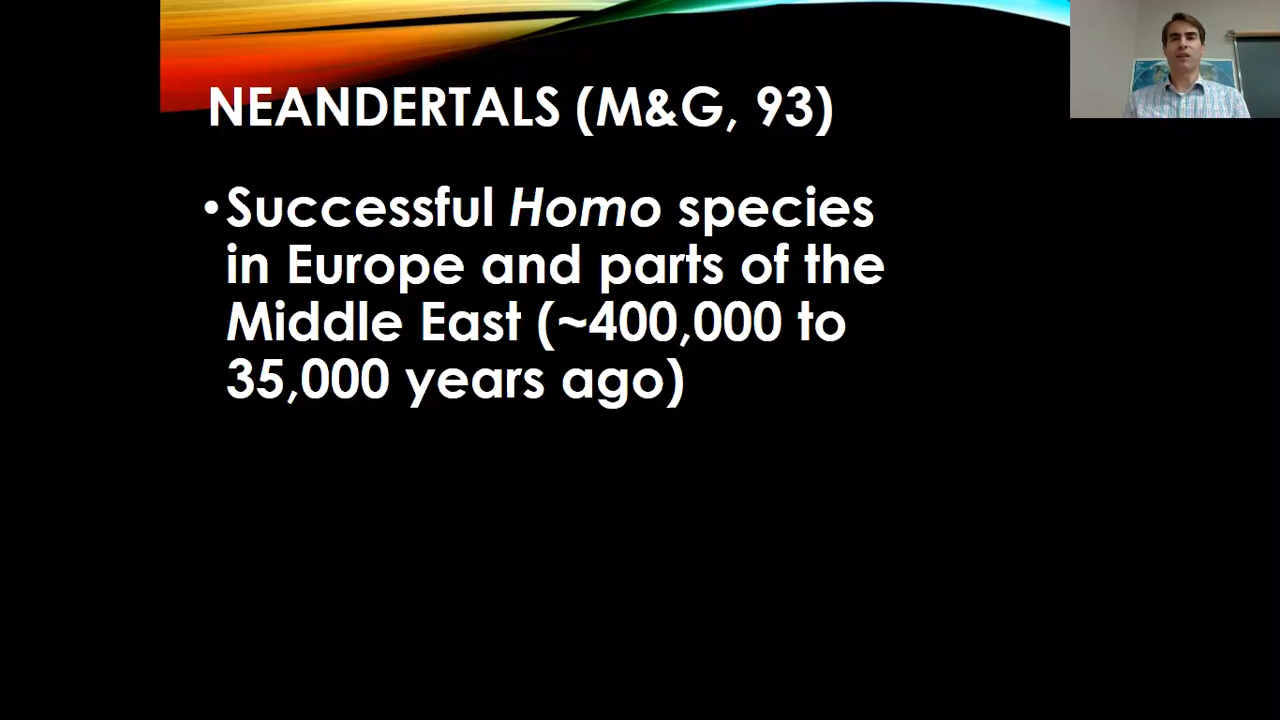 NEANDERTALS (M&G, 93)
•Successful Homo species
in Europe and parts of the
Middle East (~400,000 to
35,000 years ago)